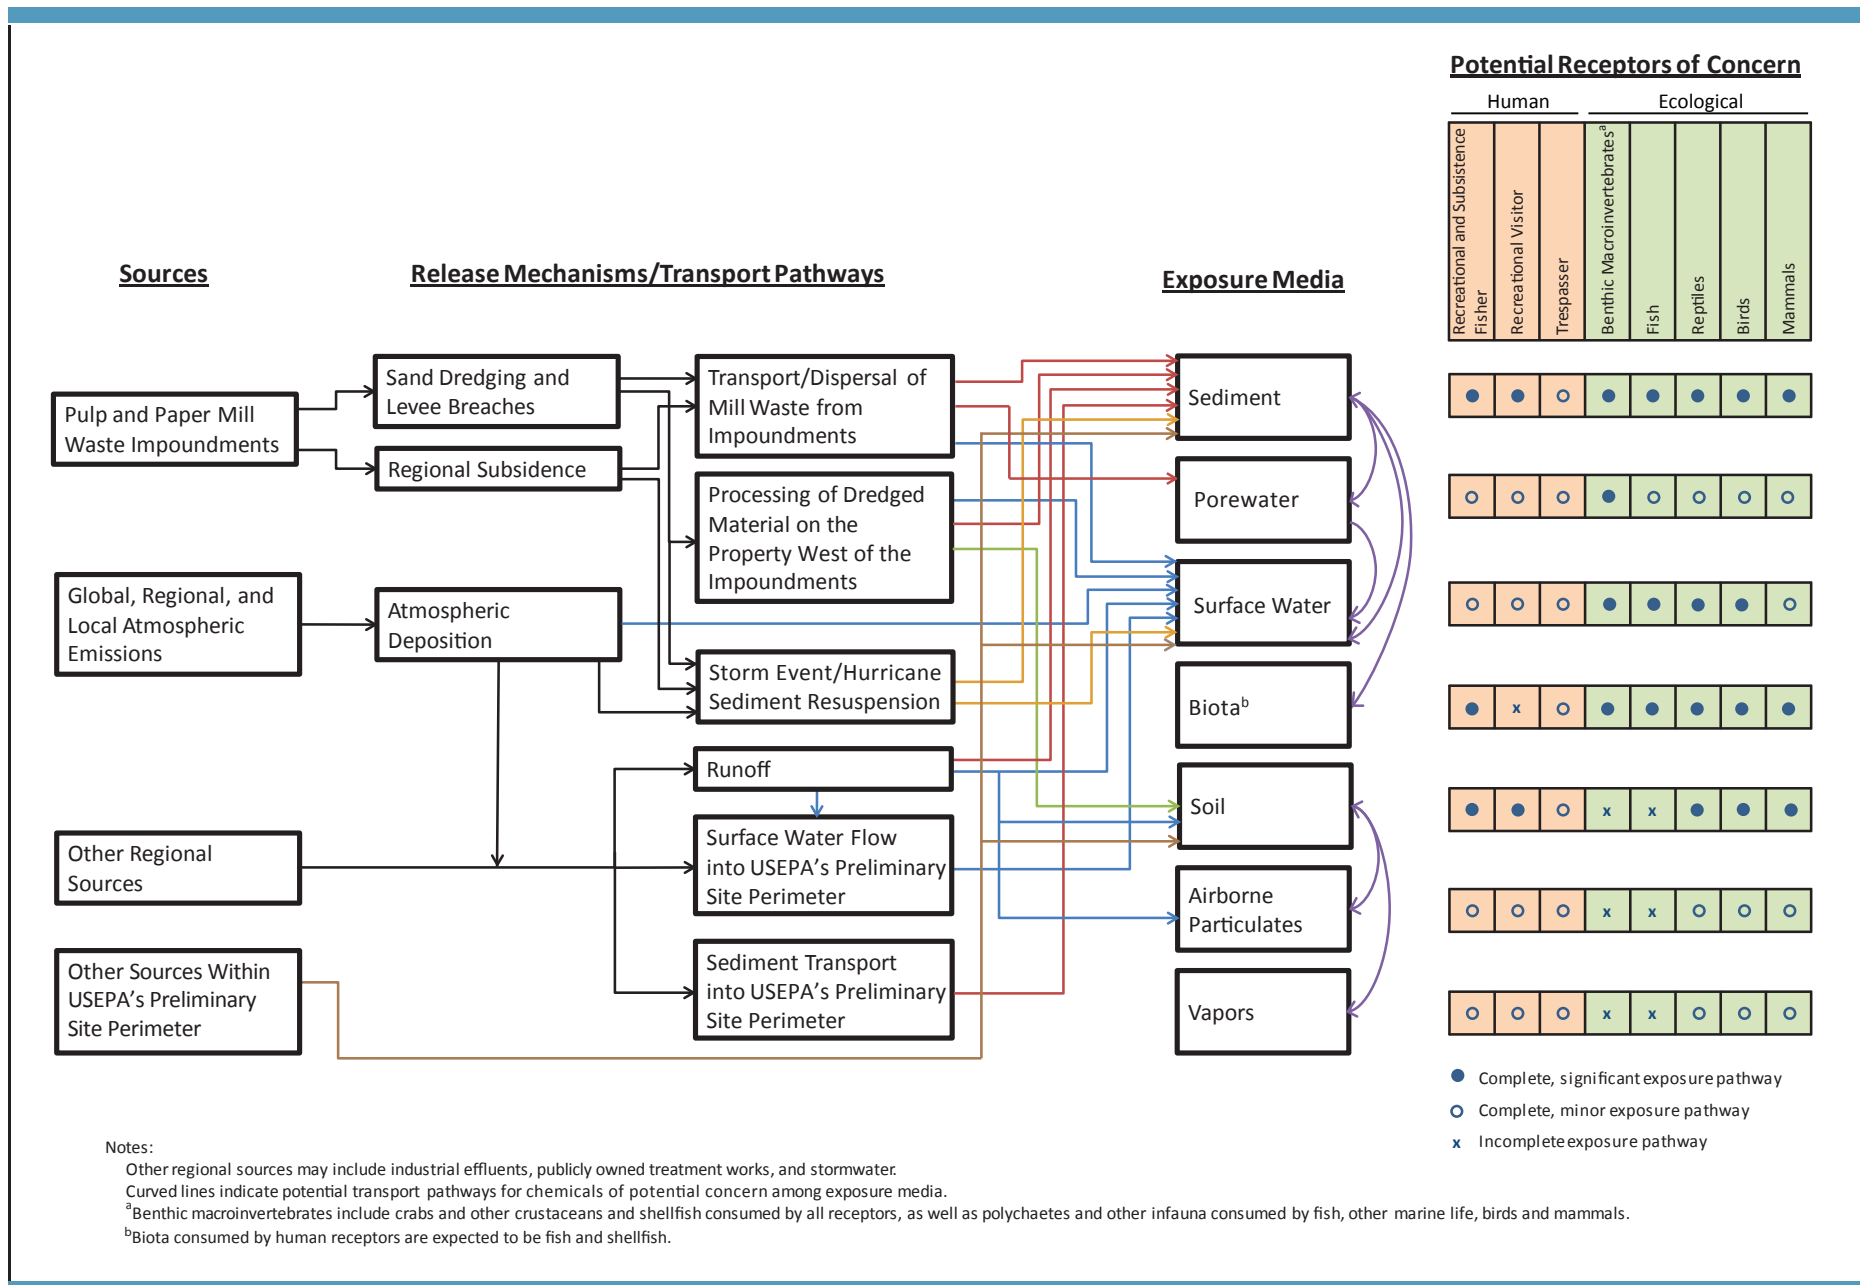 Potential Receptors of Concern
Human
Ecological
Recreational and Subsistence
Fisher
Recreational Visitor
Trespasser
Benthic Macroinvertebratesa
Fish
Reptiles
Birds
Mammals
Sources
Release Mechanisms/Transport Pathways
Exposure Media
Pulp and Paper Mill
Waste Impoundments
Global, Regional, and
Local Atmospheric
Emissions
Other Regional
Sources
Other Sources Within
USEPA's Preliminary
Site Perimeter
Sand Dredging and
Levee Breaches
Regional Subsidence
Atmospheric
Deposition
Transport/Dispersal of
Mill Waste from
Impoundments
Processing of Dredged
Material on the
Property West of the
Impoundments
Storm Event/Hurricane
Sediment Resuspension
Runoff
Surface Water Flow
into USEPA's Preliminary
Site Perimeter
Sediment Transport
into USEPA's Preliminary
Site Perimeter
Sediment
Porewater
Surface Water
Biotab
x
Soil
x x
Airborne
Particulates
x x
Vapors
x x
Complete, significant exposure pathway
Complete, minor exposure pathway
x Incomplete exposure pathway
Notes:
Other regional sources may include industrial effluents, publicly owned treatment works, and stormwater.
Curved lines indicate potential transport pathways for chemicals of potential concern among exposure media.
aBenthic macroinvertebrates include crabs and other crustaceans and shellfish consumed by all receptors, as well as polychaetes and other infauna consumed by fish, other marine life, birds and mammals.
bBiota consumed by human receptors are expected to be fish and shellfish.